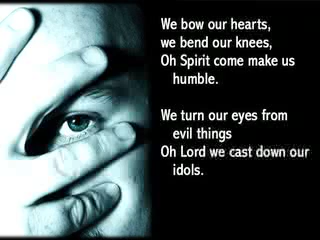 We bow our hearts,
we bend our knees,
Oh Spirit come make us
humble.
We turn our eyes from
evil things
Oh Lord we cast down our
idols.